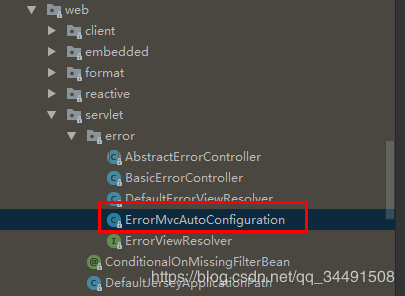 web
client
embedded
format
reactive
servlet
error
AbstractErrorController
BasicErrorController
DefaultErrorViewResolver
ErrorMvcAutoConfiguration
ErrorViewResolver
ConditionalOnMissingFilterBean
https://blog.csdn.net/qq_34491508
DefaultJerseyApplicationPath